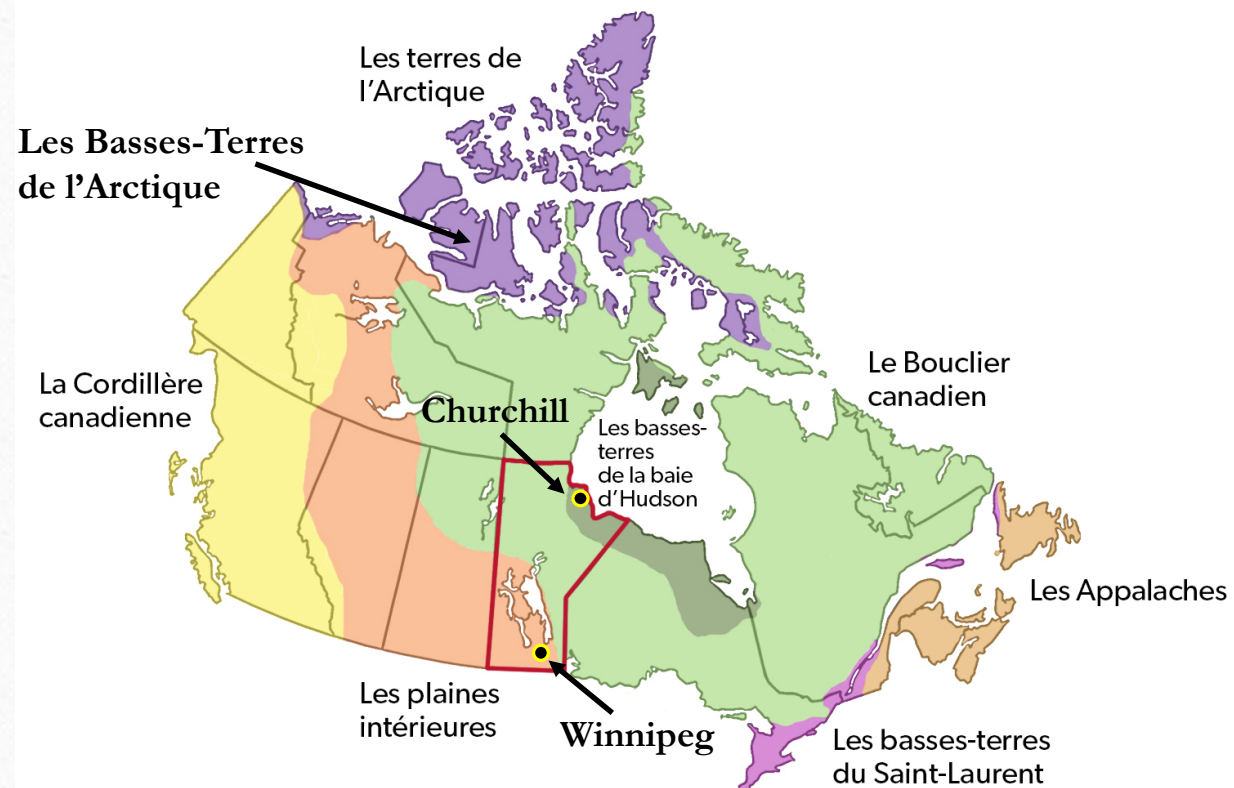 Les terres de
l'Arctique
Les Basses-Terres
de l'Arctique
La Cordillère
canadienne
Churchill
Les basses-
terres
de la baie
d'Hudson
Le Bouclier
canadien
Les Appalaches
Les plaines
intérieures
Winnipeg
Les basses-terres
du Saint-Laurent